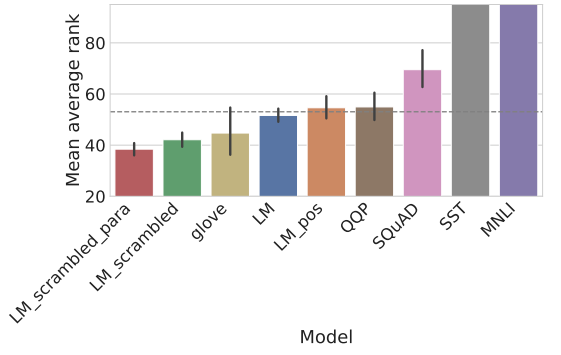 Mean average rank
80
60
40
20
LM_scrambled_para
LM_scrambled
glove
LM
LM_pos
QQP
SQuAD
SST
MNLI
Model